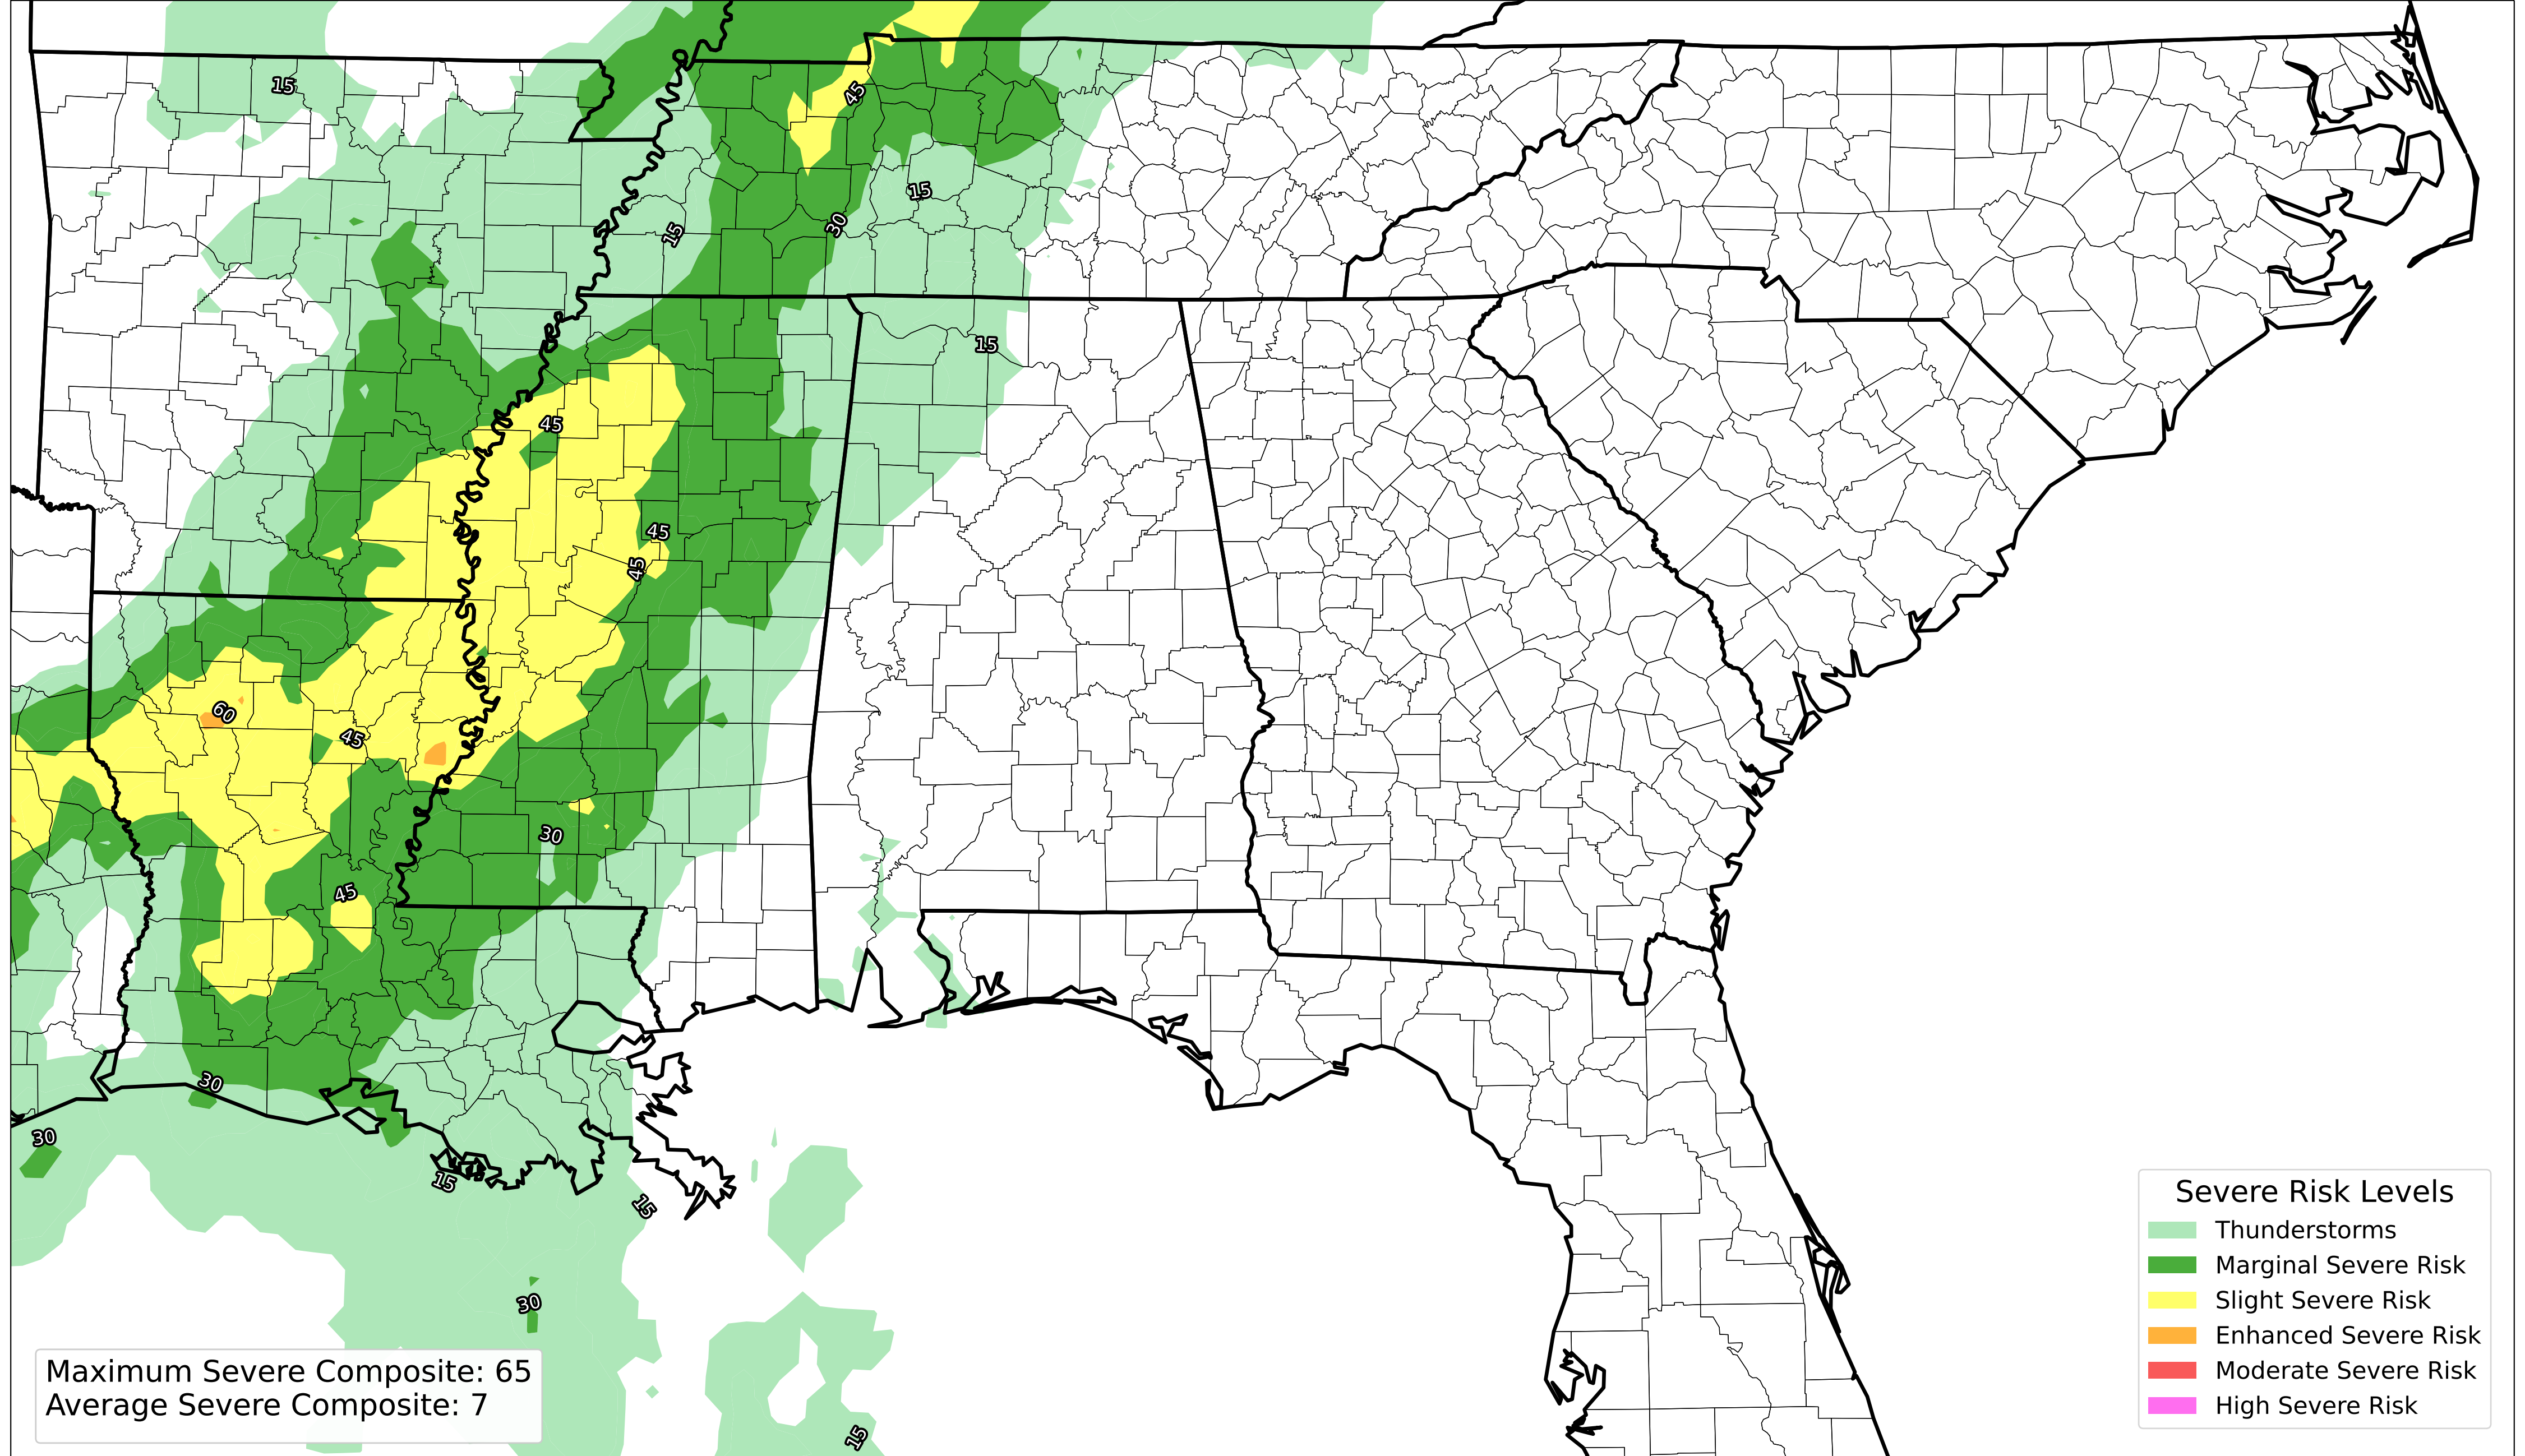 15
45
15
30
15
15
45
45
45
60
45
30
45
30
30
15
15
30
15
Severe Risk Levels
Thunderstorms
Marginal Severe Risk
Slight Severe Risk
Enhanced Severe Risk
Moderate Severe Risk
High Severe Risk
Maximum Severe Composite: 65
Average Severe Composite: 7